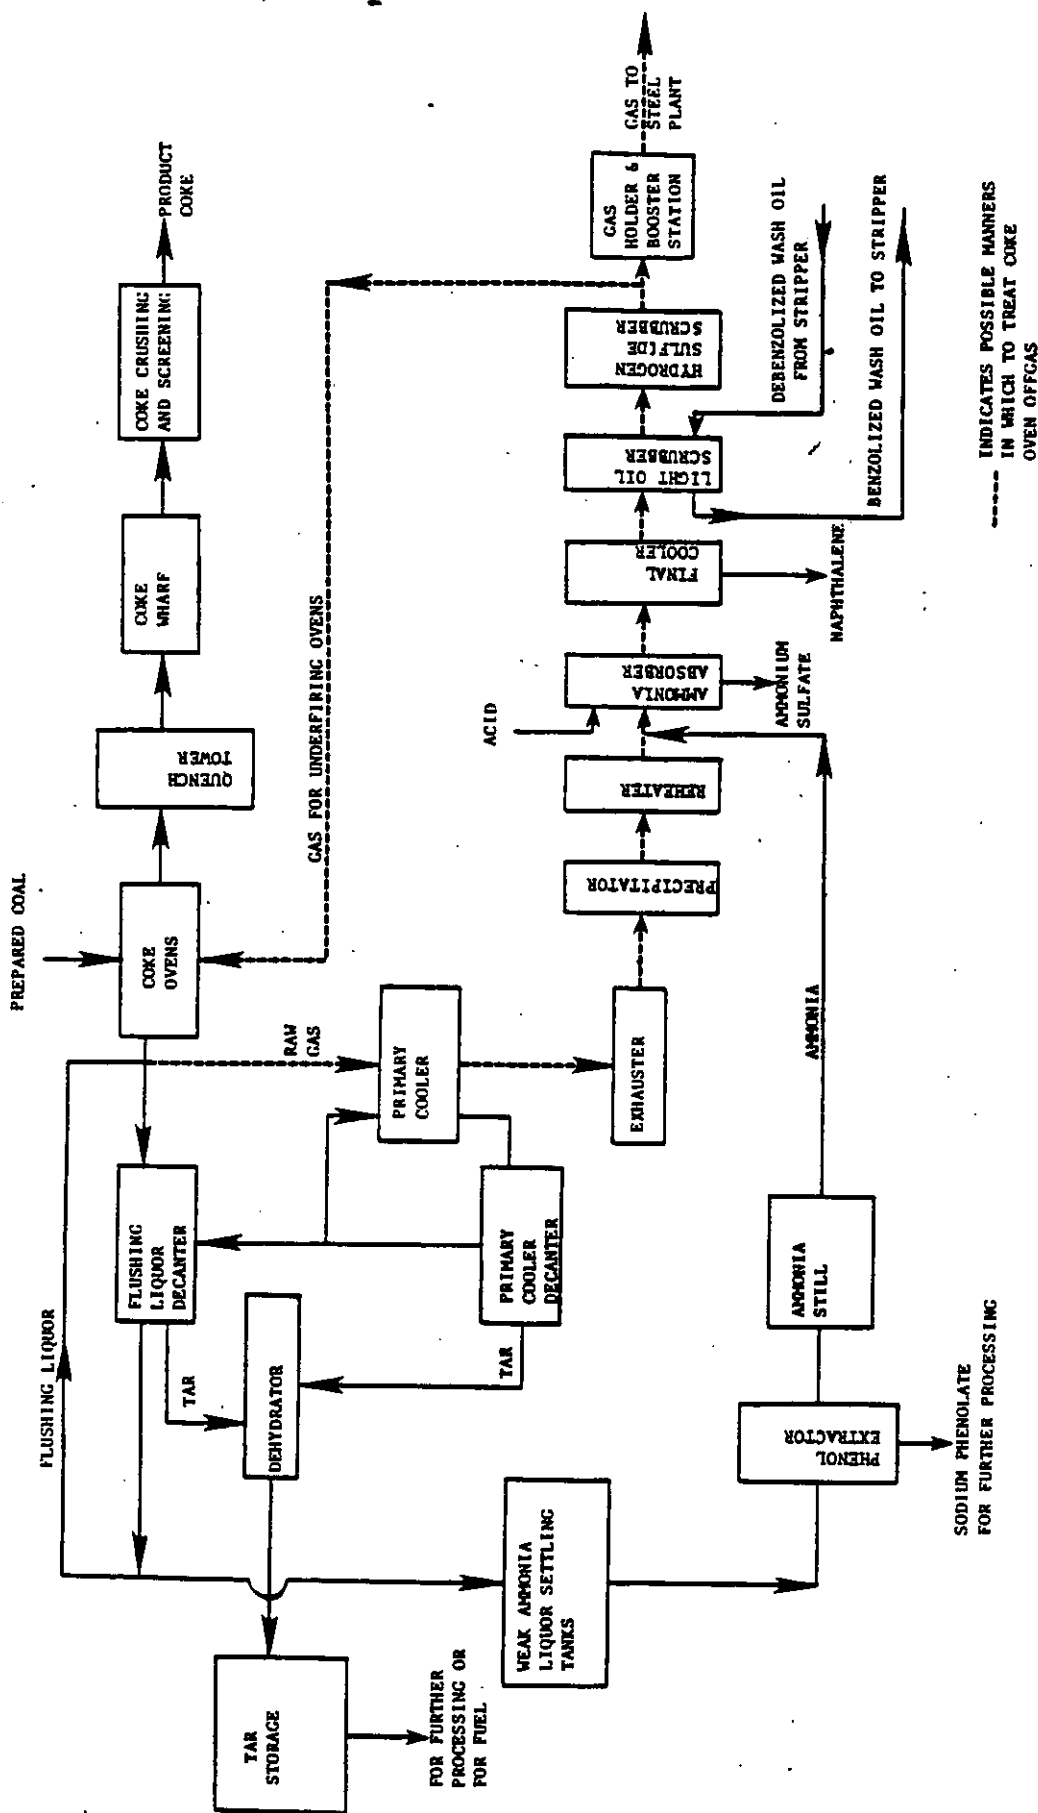 PREPARED COAL
COKE
OVENS
QUENCH
TOWER
COKE
WHARF
COKE CRUSHING
AND SCREENING
PRODUCT
COKE
FLUSHING LIQUOR
FLUSHING
LIQUOR
DECANTER
TAR
RAW
GAS
GAS FOR UNDERFIRING OVENS
DEHYDRATOR
PRIMARY
COOLER
PRIMARY
COOLER
DECANTER
TAR
TAR
STORAGE
FOR FURTHER
PROCESSING OR
FOR FUEL
EXHAUSTER
PRECIPITATOR
REHEATER
ACID
AMMONIA
ABSORBER
AMMONIUM
SULFATE
FINAL
COOLER
NAPHTHALENE
LIGHT OIL
SCRUBBER
HYDROGEN
SULFIDE
SCRUBBER
GAS
HOLDER &
BOOSTER
STATION
GAS TO
STEEL
PLANT
DEBENZOLIZED WASH OIL
FROM STRIPPER
BENZOLIZED WASH OIL TO STRIPPER
WEAK AMMONIA
LIQUOR SETTLING
TANKS
PHENOL
EXTRACTOR
SODIUM PHENOLATE
FOR FURTHER PROCESSING
AMMONIA
STILL
AMMONIA
----- INDICATES POSSIBLE MANNERS
IN WHICH TO TREAT COKE
OVEN OFFGAS